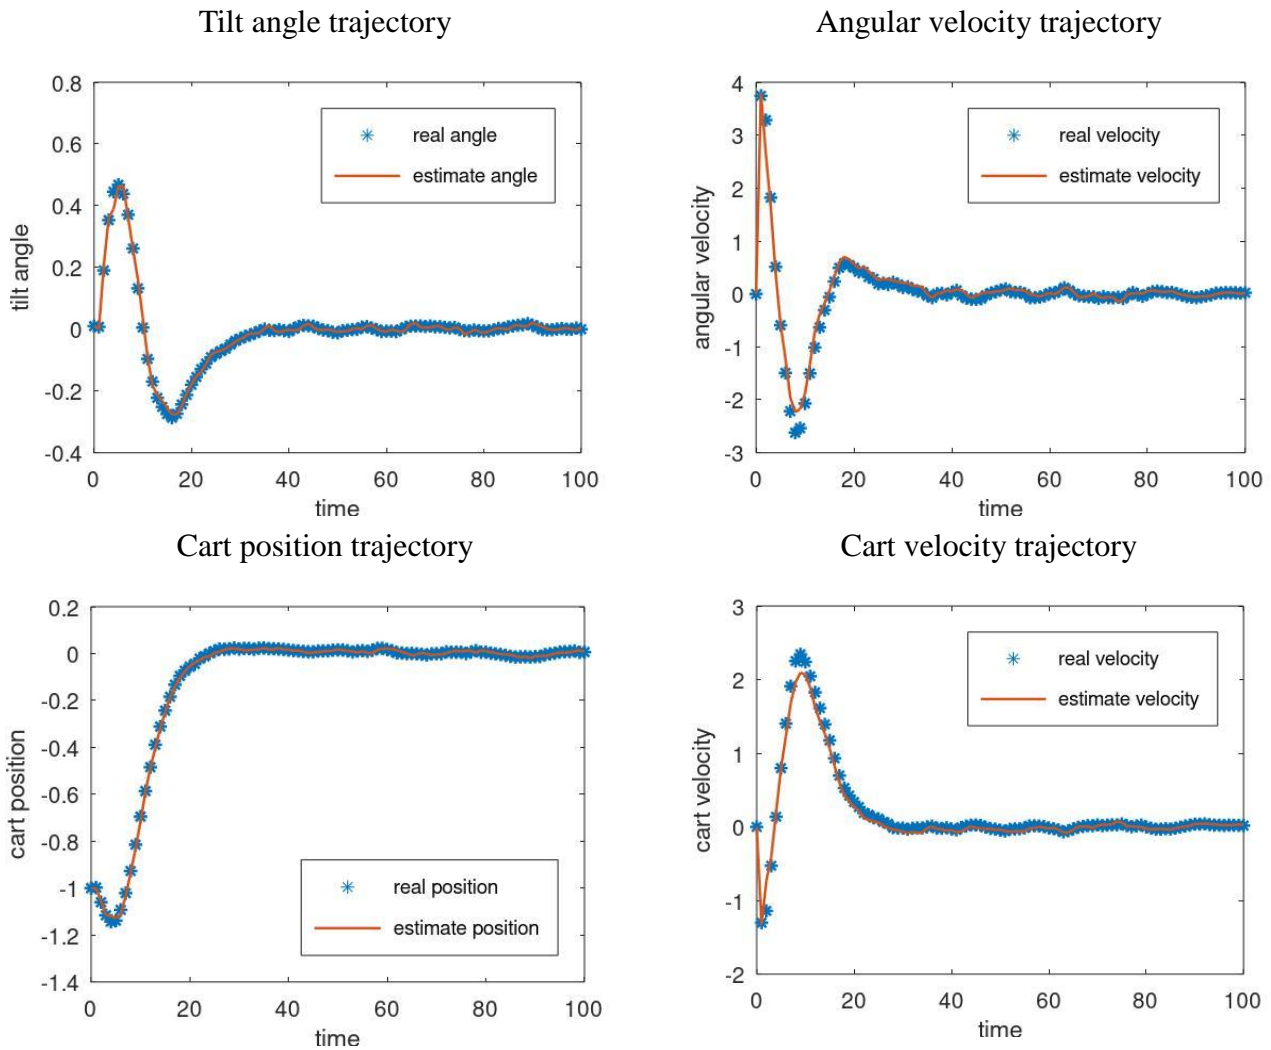 Tilt angle trajectory
0.8
0.6
0.4
0.2
0
-0.2
-0.4
tilt angle
real angle
estimate angle
0 20 40 60 80 100
time
Angular velocity trajectory
4
3
2
1
0
-1
-2
-3
angular velocity
real velocity
estimate velocity
0 20 40 60 80 100
time
Cart position trajectory
0.2
0
-0.2
-0.4
-0.6
-0.8
-1
-1.2
-1.4
cart position
real position
estimate position
0 20 40 60 80 100
time
Cart velocity trajectory
3
2
1
0
-1
-2
cart velocity
real velocity
estimate velocity
0 20 40 60 80 100
time